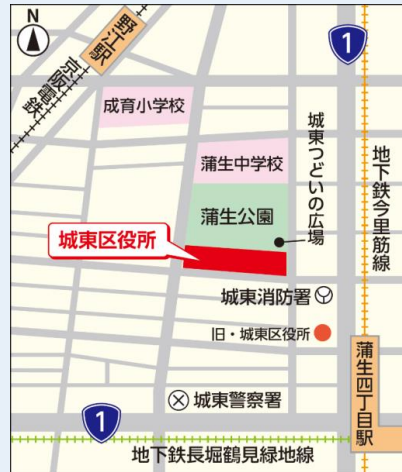 N
野江駅
京阪電鉄
1
成育小学校
城東つどいの広場
蒲生中学校
地下鉄今里筋線
蒲生公園
城東区役所
城東消防署
旧・城東区役所
蒲生四丁目駅
城東警察署
1
地下鉄長堀鶴見緑地線